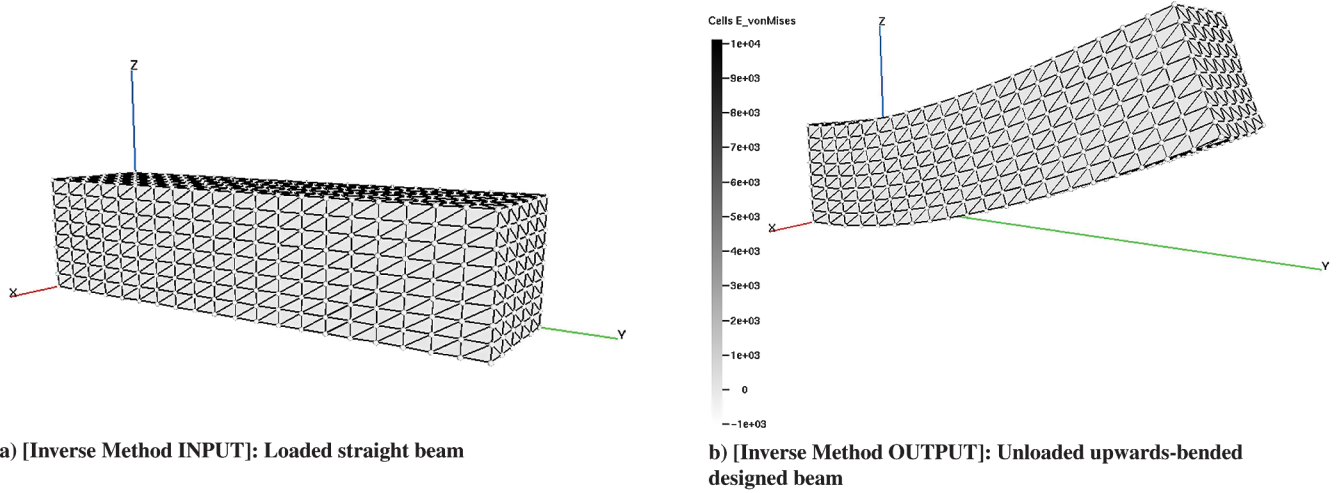 Z
X
Y
a) [Inverse Method INPUT]: Loaded straight beam
Cells E_vonMises
1e+04
9e+03
8e+03
7e+03
6e+03
5e+03
4e+03
3e+03
2e+03
1e+03
0
-1e+03
Z
X
Y
b) [Inverse Method OUTPUT]: Unloaded upwards-bended
designed beam